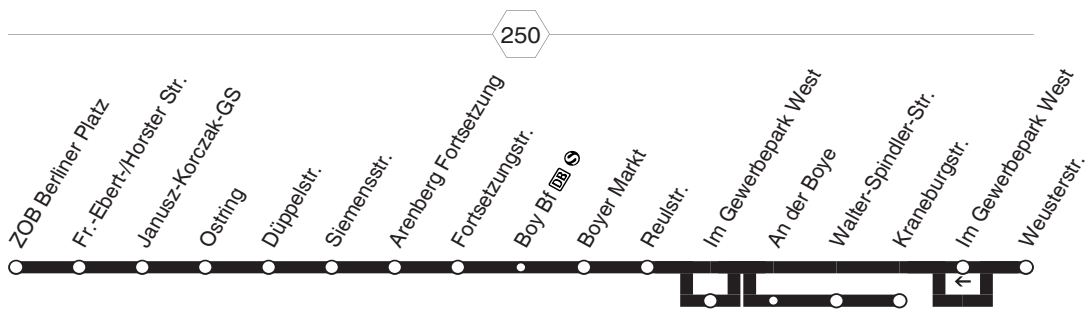 250
ZOB Berliner Platz
Fr.-Ebert-/Horster Str.
Janusz-Korczak-GS
Ostring
Düppelstr.
Siemensstr.
Arenberg Fortsetzung
Fortsetzungstr.
Boy Bf DB S
Boyer Markt
Reulstr.
Im Gewerbepark West
An der Boye
Walter-Spindler-Str.
Kraneburgstr.
Im Gewerbepark West
Weusterstr.